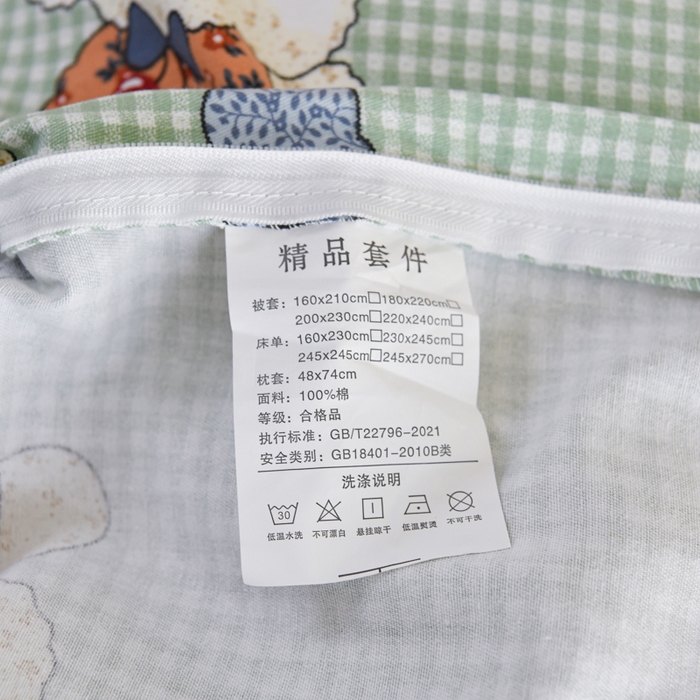 精品套件
被套：160x210cm□180x220cm□
200x230cm□220x240cm□
床单：160x230cm□230x245cm□
245x245cm□245x270cm□
枕套：48x74cm
面料：100%棉
等级：合格品
执行标准：GB/T22796-2021
安全类别：GB18401-2010B类
洗涤说明
30
低温水洗 不可漂白 悬挂晾干 低温熨烫 不可干洗